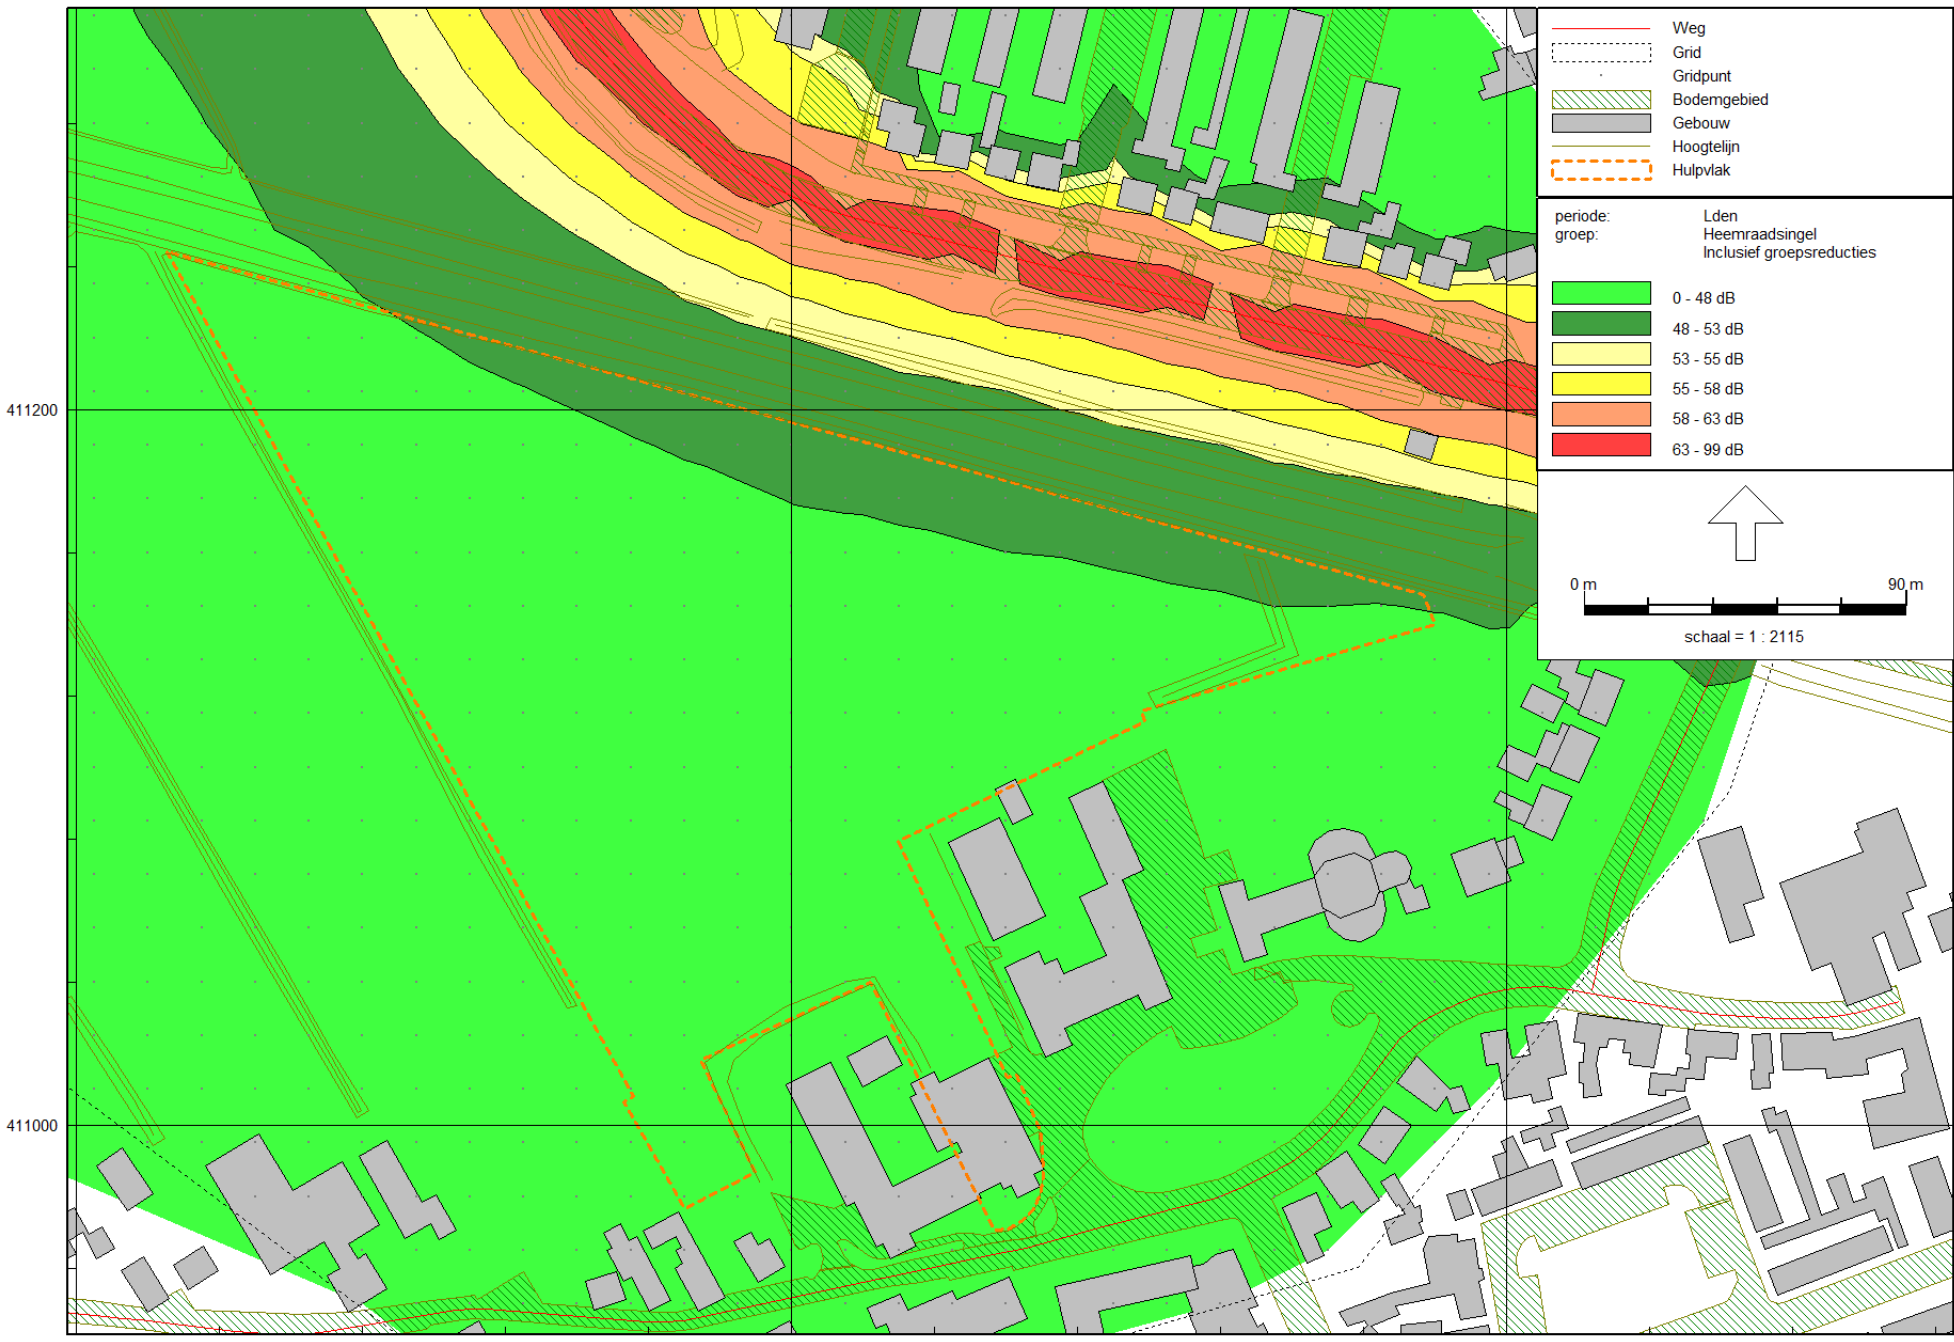 Weg
Grid
Gridpunt
Bodemgebied
Gebouw
Hoogtelijn
Hulpvlak
periode: Lden
groep: Heemraadsingel
Inclusief groepsreducties
0 - 48 dB
48 - 53 dB
53 - 55 dB
55 - 58 dB
58 - 63 dB
63 - 99 dB
0 m 90 m
schaal = 1 : 2115
411200
411000